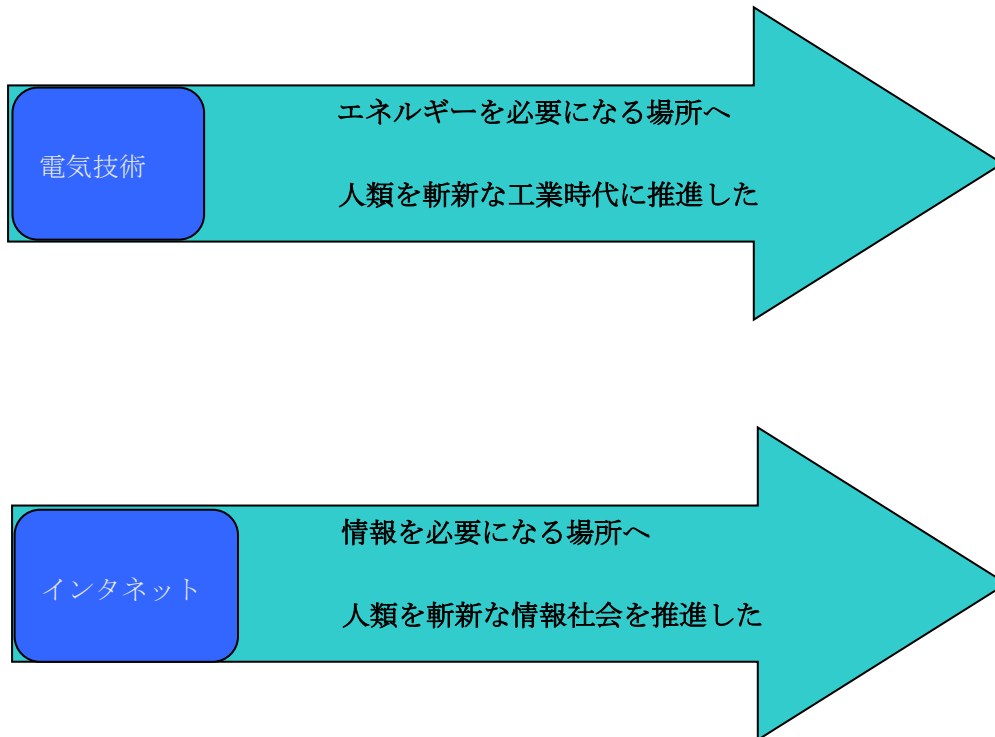 電気技術
エネルギーを必要になる場所へ
人類を斬新な工業時代に推進した
インタネット
情報を必要になる場所へ
人類を斬新な情報社会を推進した